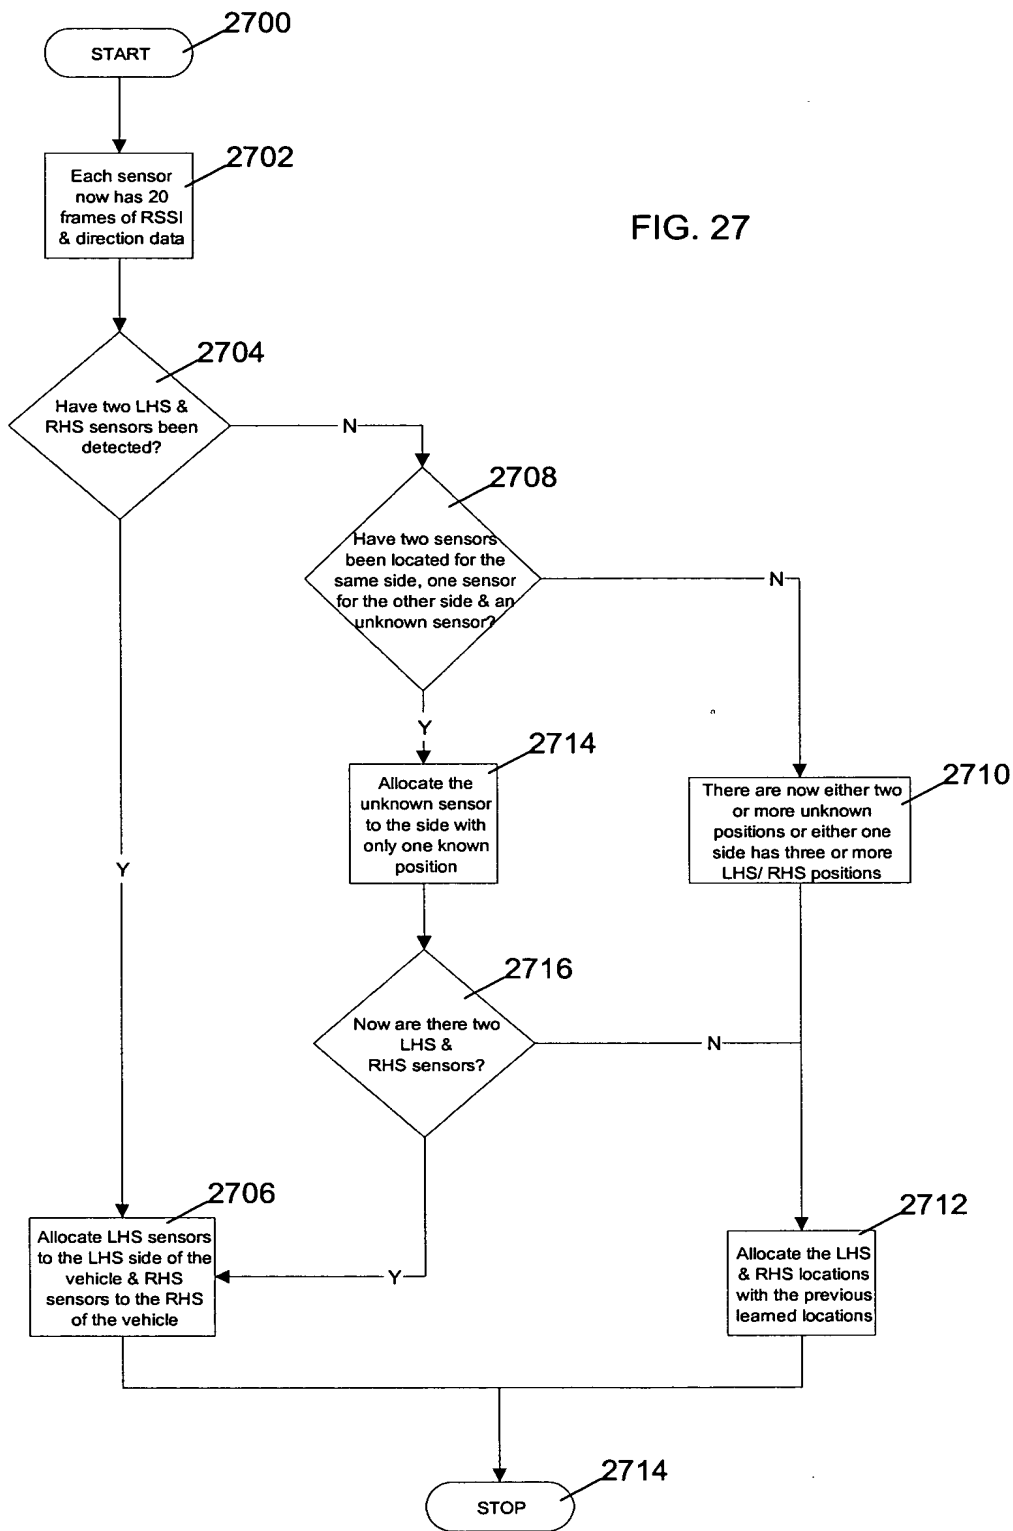 2700
START
2702
Each sensor
now has 20
frames of RSSI
& direction data
FIG. 27
2704
Have two LHS &
RHS sensors been
detected?
N
2708
Have two sensors
been located for the
same side, one sensor
for the other side & an
unknown sensor?
N
Y
2714
Allocate the
unknown sensor
to the side with
only one known
position
2710
There are now either two
or more unknown
positions or either one
side has three or more
LHS/ RHS positions
Y
2716
Now are there two
LHS &
RHS sensors?
N
2706
Allocate LHS sensors
to the LHS side of the
vehicle & RHS
sensors to the RHS
of the vehicle
Y
2712
Allocate the LHS
& RHS locations
with the previous
learned locations
2714
STOP